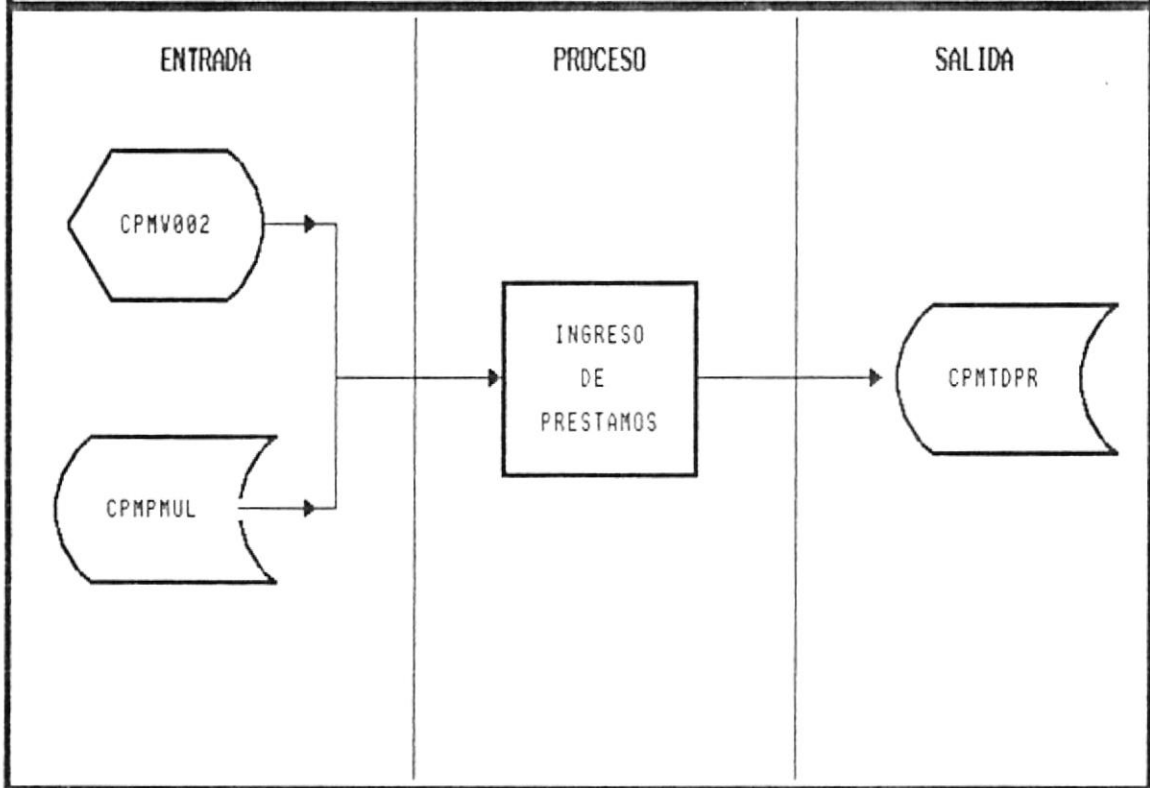 ENTRADA
PROCESO
SALIDA
CPMV002
INGRESO
DE
PRESTAMOS
CPMTDPR
CPMPMUL